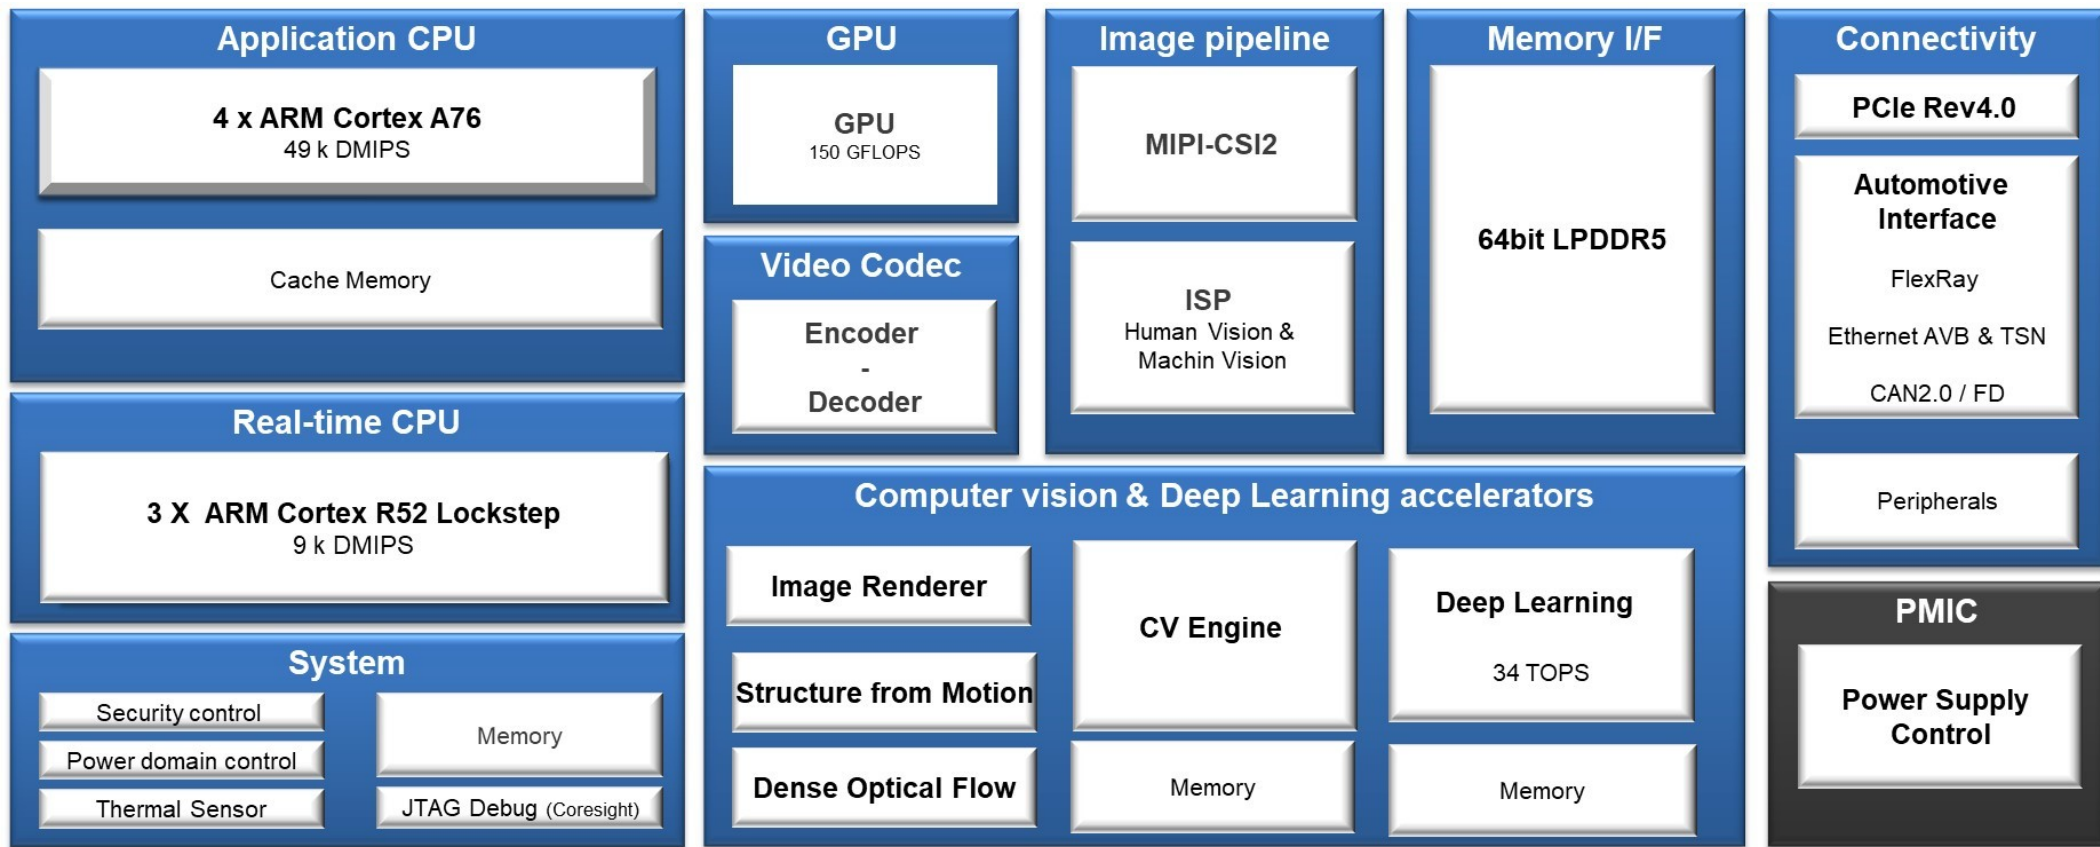 Application CPU
4 x ARM Cortex A76
49 k DMIPS
Cache Memory
Real-time CPU
3 X ARM Cortex R52 Lockstep
9 k DMIPS
System
Security control
Power domain control
Thermal Sensor
Memory
JTAG Debug (Coresight)
GPU
GPU
150 GFLOPS
Video Codec
Encoder
-
Decoder
Image pipeline
MIPI-CSI2
ISP
Human Vision &
Machin Vision
Memory I/F
64bit LPDDR5
Computer vision & Deep Learning accelerators
Image Renderer
Structure from Motion
Dense Optical Flow
CV Engine
Memory
Deep Learning
34 TOPS
Memory
Connectivity
PCIe Rev4.0
Automotive
Interface
FlexRay
Ethernet AVB & TSN
CAN2.0 / FD
Peripherals
PMIC
Power Supply
Control